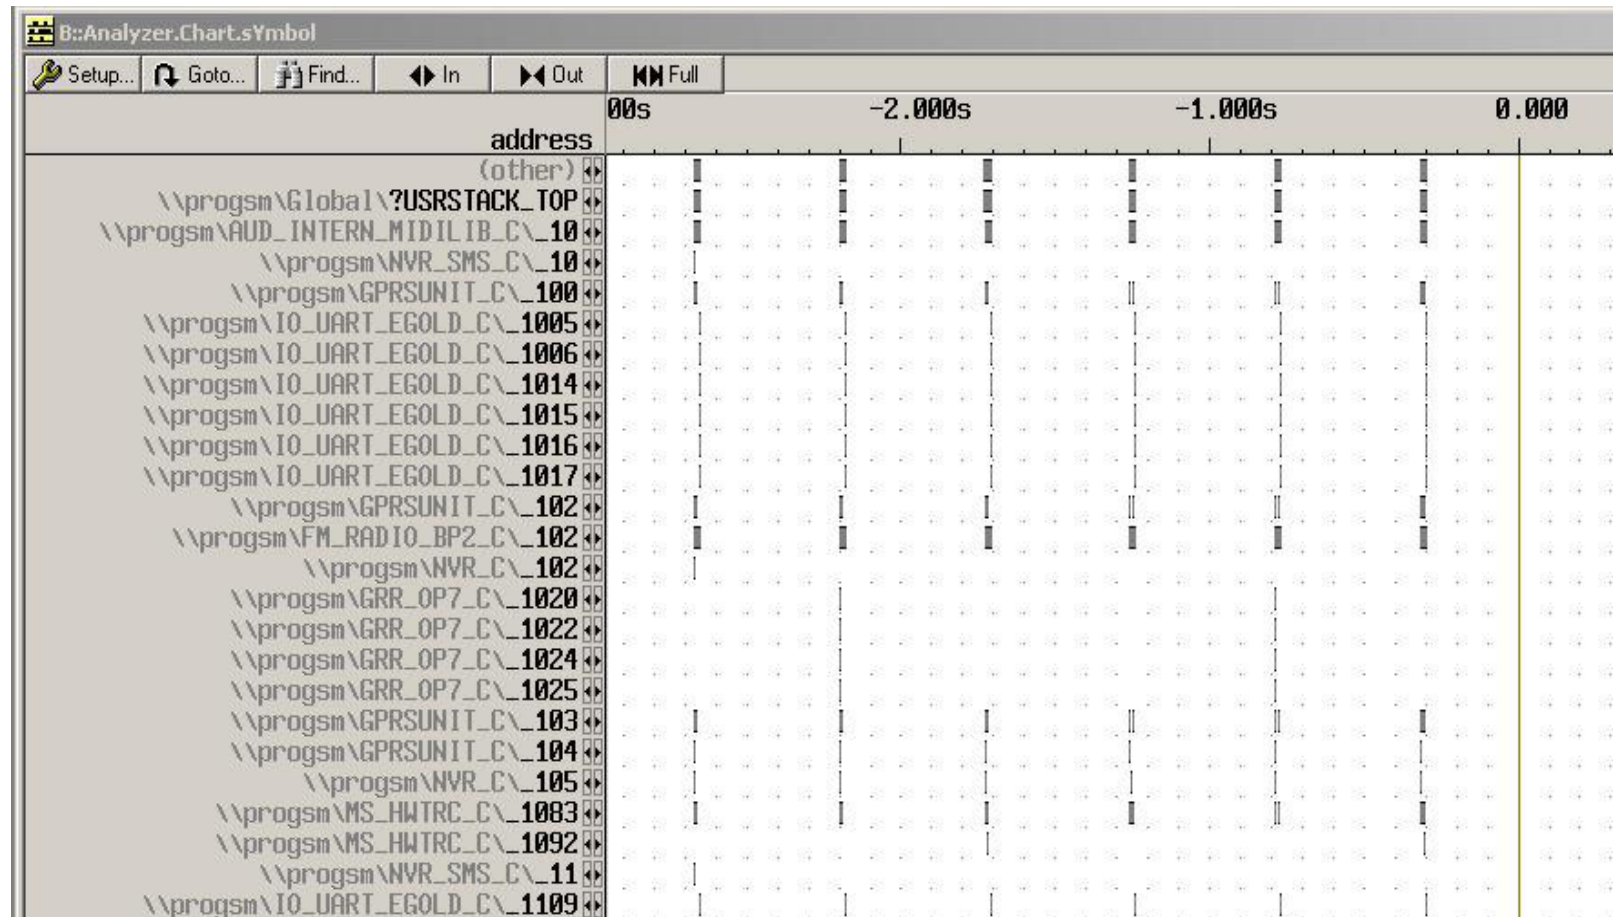 B::Analyzer.Chart.sYmbol
Setup... Goto... Find... In Out Full
00s -2.000s -1.000s 0.000
address
(other)
\\progsm\Global\?USRSTACK_TOP
\\progsm\AUD_INTERN_MIDILIB_C\_10
\\progsm\NVR_SMS_C\_10
\\progsm\GPRSUNIT_C\_100
\\progsm\IO_UART_EGOLD_C\_1005
\\progsm\IO_UART_EGOLD_C\_1006
\\progsm\IO_UART_EGOLD_C\_1014
\\progsm\IO_UART_EGOLD_C\_1015
\\progsm\IO_UART_EGOLD_C\_1016
\\progsm\IO_UART_EGOLD_C\_1017
\\progsm\GPRSUNIT_C\_102
\\progsm\FM_RADIO_BP2_C\_102
\\progsm\NVR_C\_102
\\progsm\GRR_OP7_C\_1020
\\progsm\GRR_OP7_C\_1022
\\progsm\GRR_OP7_C\_1024
\\progsm\GRR_OP7_C\_1025
\\progsm\GPRSUNIT_C\_103
\\progsm\GPRSUNIT_C\_104
\\progsm\NVR_C\_105
\\progsm\MS_HWTRC_C\_1083
\\progsm\MS_HWTRC_C\_1092
\\progsm\NVR_SMS_C\_11
\\progsm\IO_UART_EGOLD_C\_1109